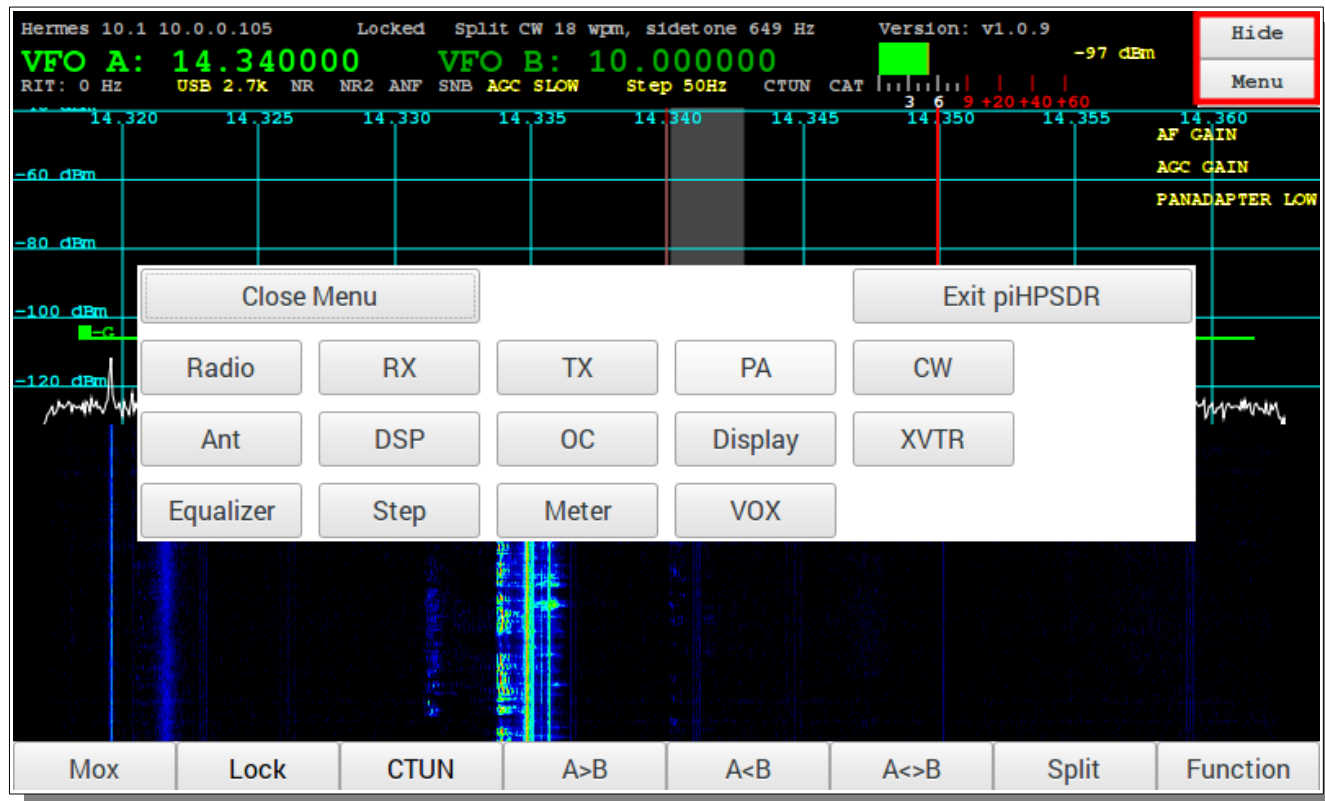 Hermes 10.1 10.0.0.105 Locked Split CW 18 wpm, sidetone 649 Hz Version: v1.0.9 Hide
VFO A: 14.340000 VFO B: 10.000000 -97 dBm
RIT: 0 Hz USB 2.7k NR NR2 ANF SNB AGC SLOW Step 50Hz CTUN CAT Menu
3 6 9 +20 +40 +60
14.320 14.325 14.330 14.335 14.340 14.345 14.350 14.355 14.360
AF GAIN
-60 dBm AGC GAIN
PANADAPTER LOW
-80 dBm
Close Menu Exit piHPSDR
-100 dBm
-G
Radio RX TX PA CW
-120 dBm
Ant DSP OC Display XVTR
Equalizer Step Meter VOX
Mox Lock CTUN A>B A<B A<>B Split Function